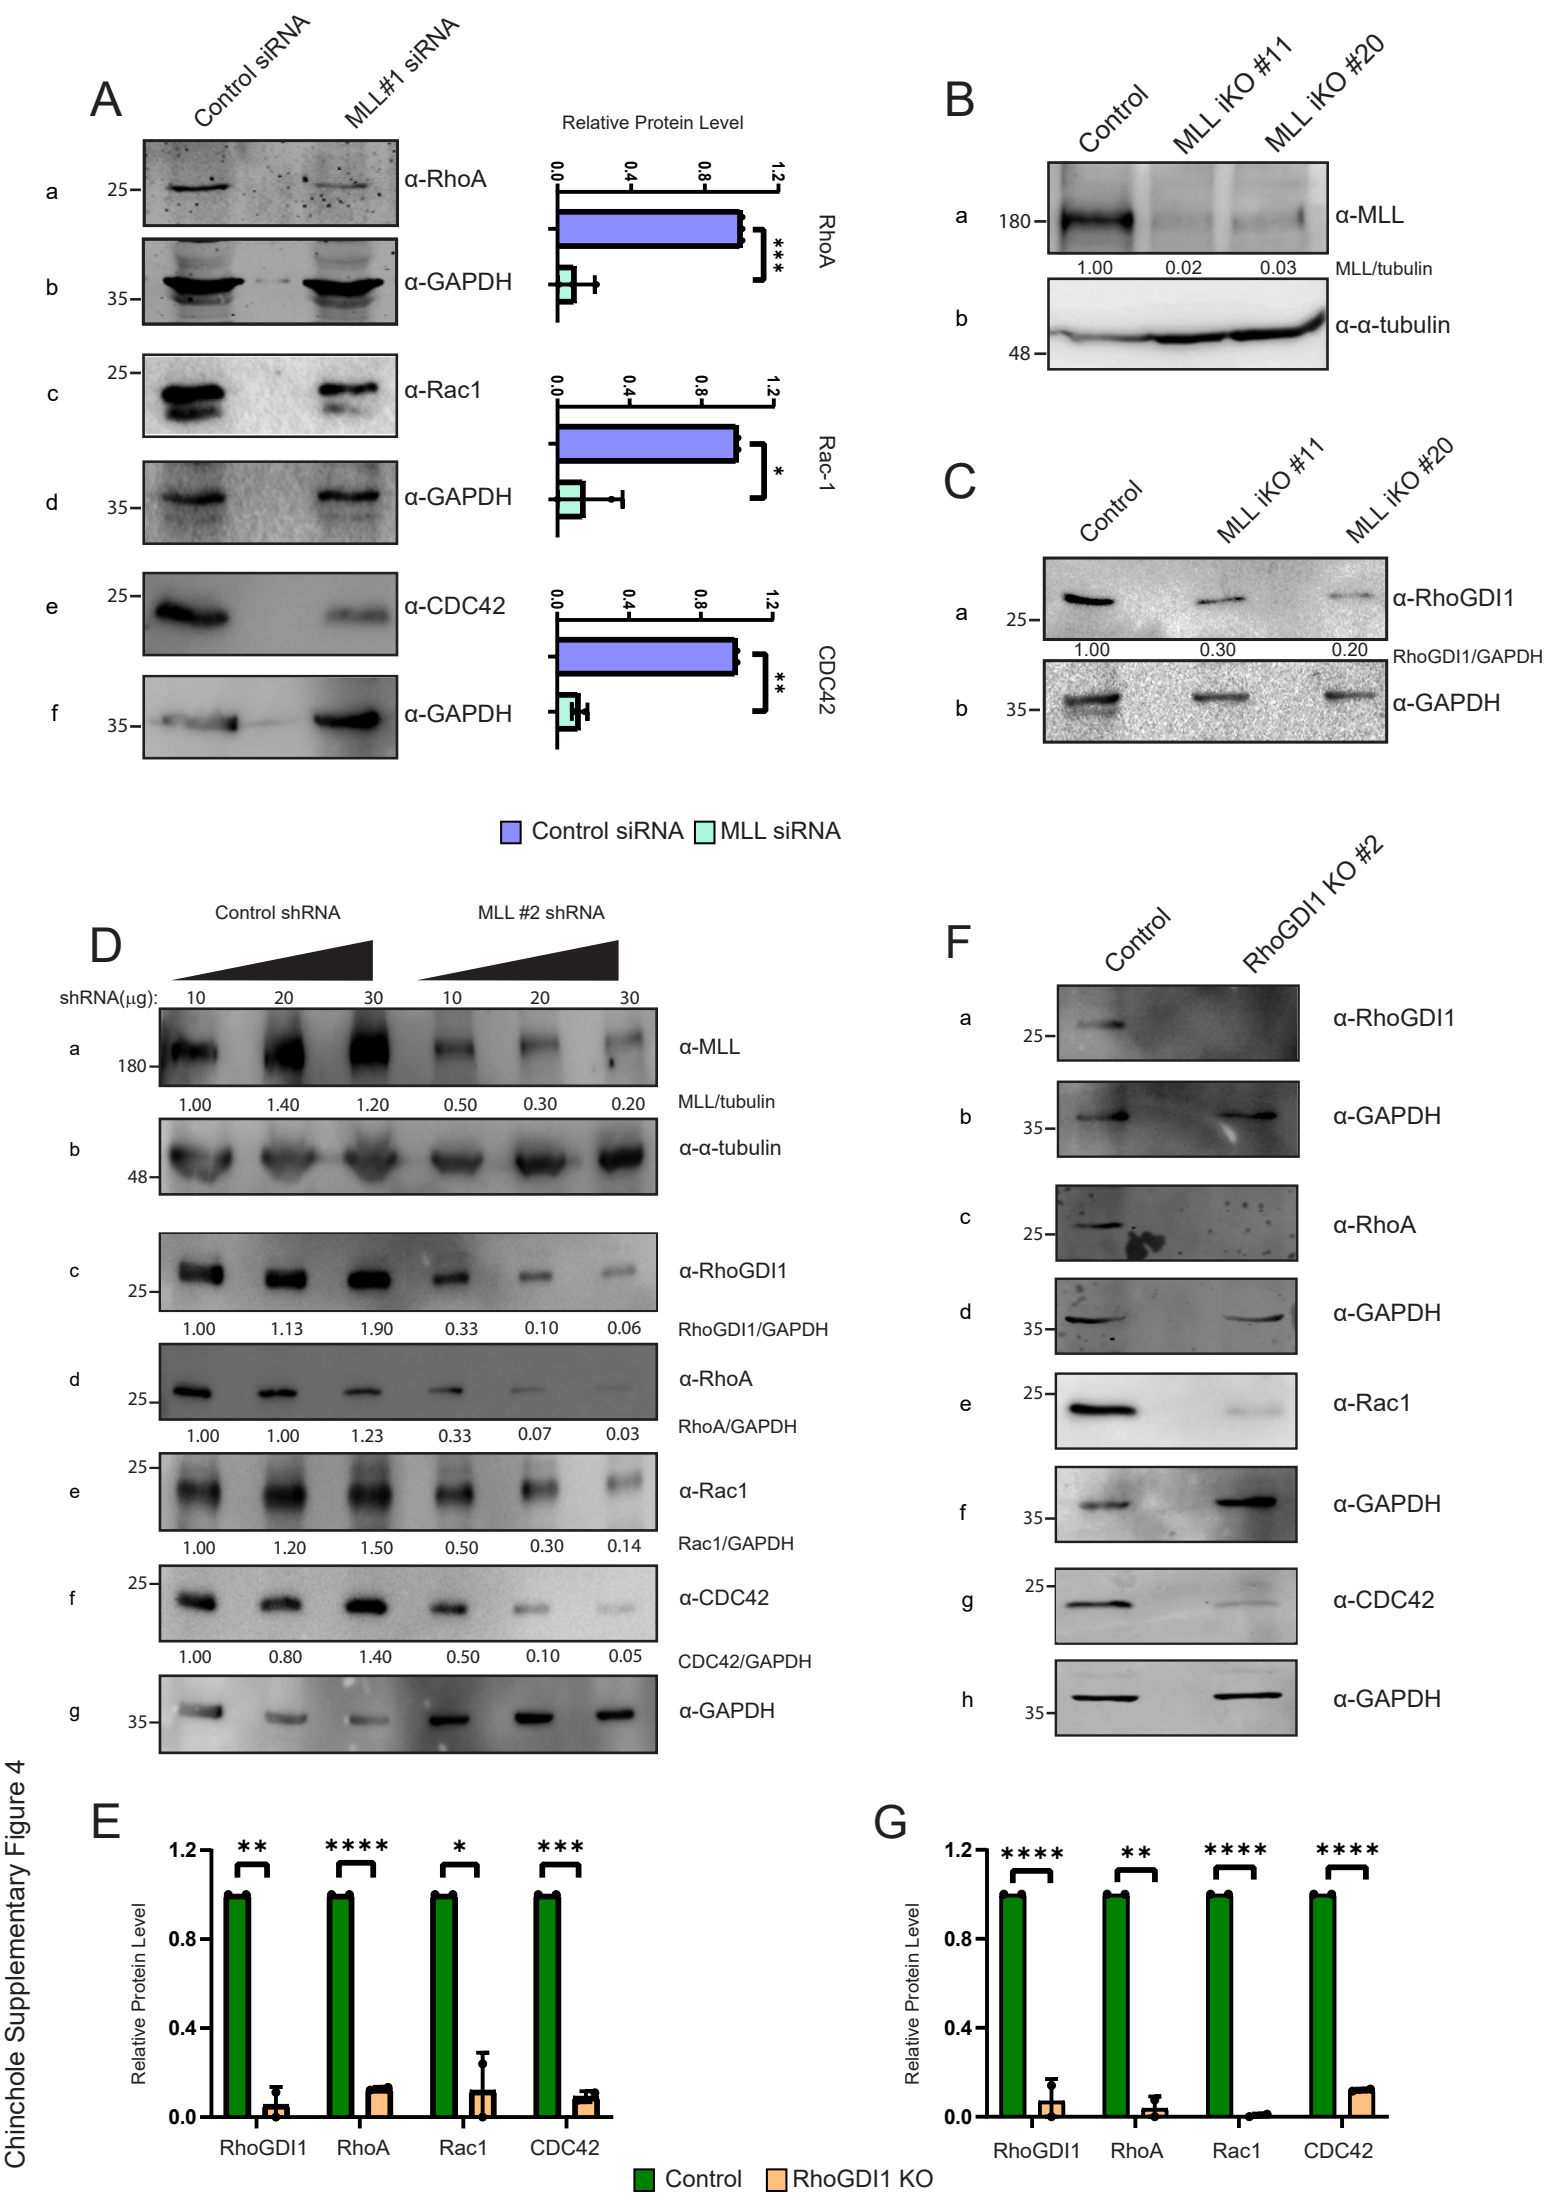 A
Control siRNA
MLL#1 siRNA
a
25
α-RhoA
b
35
α-GAPDH
c
25
α-Rac1
d
35
α-GAPDH
e
25
α-CDC42
f
35
α-GAPDH
Relative Protein Level
0.0
0.4
0.8
1.2
RhoA
***
0.0
0.4
0.8
1.2
Rac-1
*
0.0
0.4
0.8
1.2
CDC42
**
Control siRNA
MLL siRNA
B
Control
MLL iKO #11
MLL iKO #20
a
180
α-MLL
1.00 0.02 0.03 MLL/tubulin
b
48
α-α-tubulin
C
Control
MLL iKO #11
MLL iKO #20
a
25
α-RhoGDI1
1.00 0.30 0.20 RhoGDI1/GAPDH
b
35
α-GAPDH
D
Control shRNA
MLL #2 shRNA
shRNA(μg): 10 20 30 10 20 30
a
180
α-MLL
1.00 1.40 1.20 0.50 0.30 0.20 MLL/tubulin
b
48
α-α-tubulin
c
25
α-RhoGDI1
1.00 1.13 1.90 0.33 0.10 0.06 RhoGDI1/GAPDH
d
25
α-RhoA
1.00 1.00 1.23 0.33 0.07 0.03 RhoA/GAPDH
e
25
α-Rac1
1.00 1.20 1.50 0.50 0.30 0.14 Rac1/GAPDH
f
25
α-CDC42
1.00 0.80 1.40 0.50 0.10 0.05 CDC42/GAPDH
g
35
α-GAPDH
F
Control
RhoGDI1 KO #2
a
25
α-RhoGDI1
b
35
α-GAPDH
c
25
α-RhoA
d
35
α-GAPDH
e
25
α-Rac1
f
35
α-GAPDH
g
25
α-CDC42
h
35
α-GAPDH
E
Relative Protein Level
1.2
0.8
0.4
0.0
** **** * ***
RhoGDI1 RhoA Rac1 CDC42
G
Relative Protein Level
1.2
0.8
0.4
0.0
**** ** **** ****
RhoGDI1 RhoA Rac1 CDC42
Control
RhoGDI1 KO
Chinchole Supplementary Figure 4